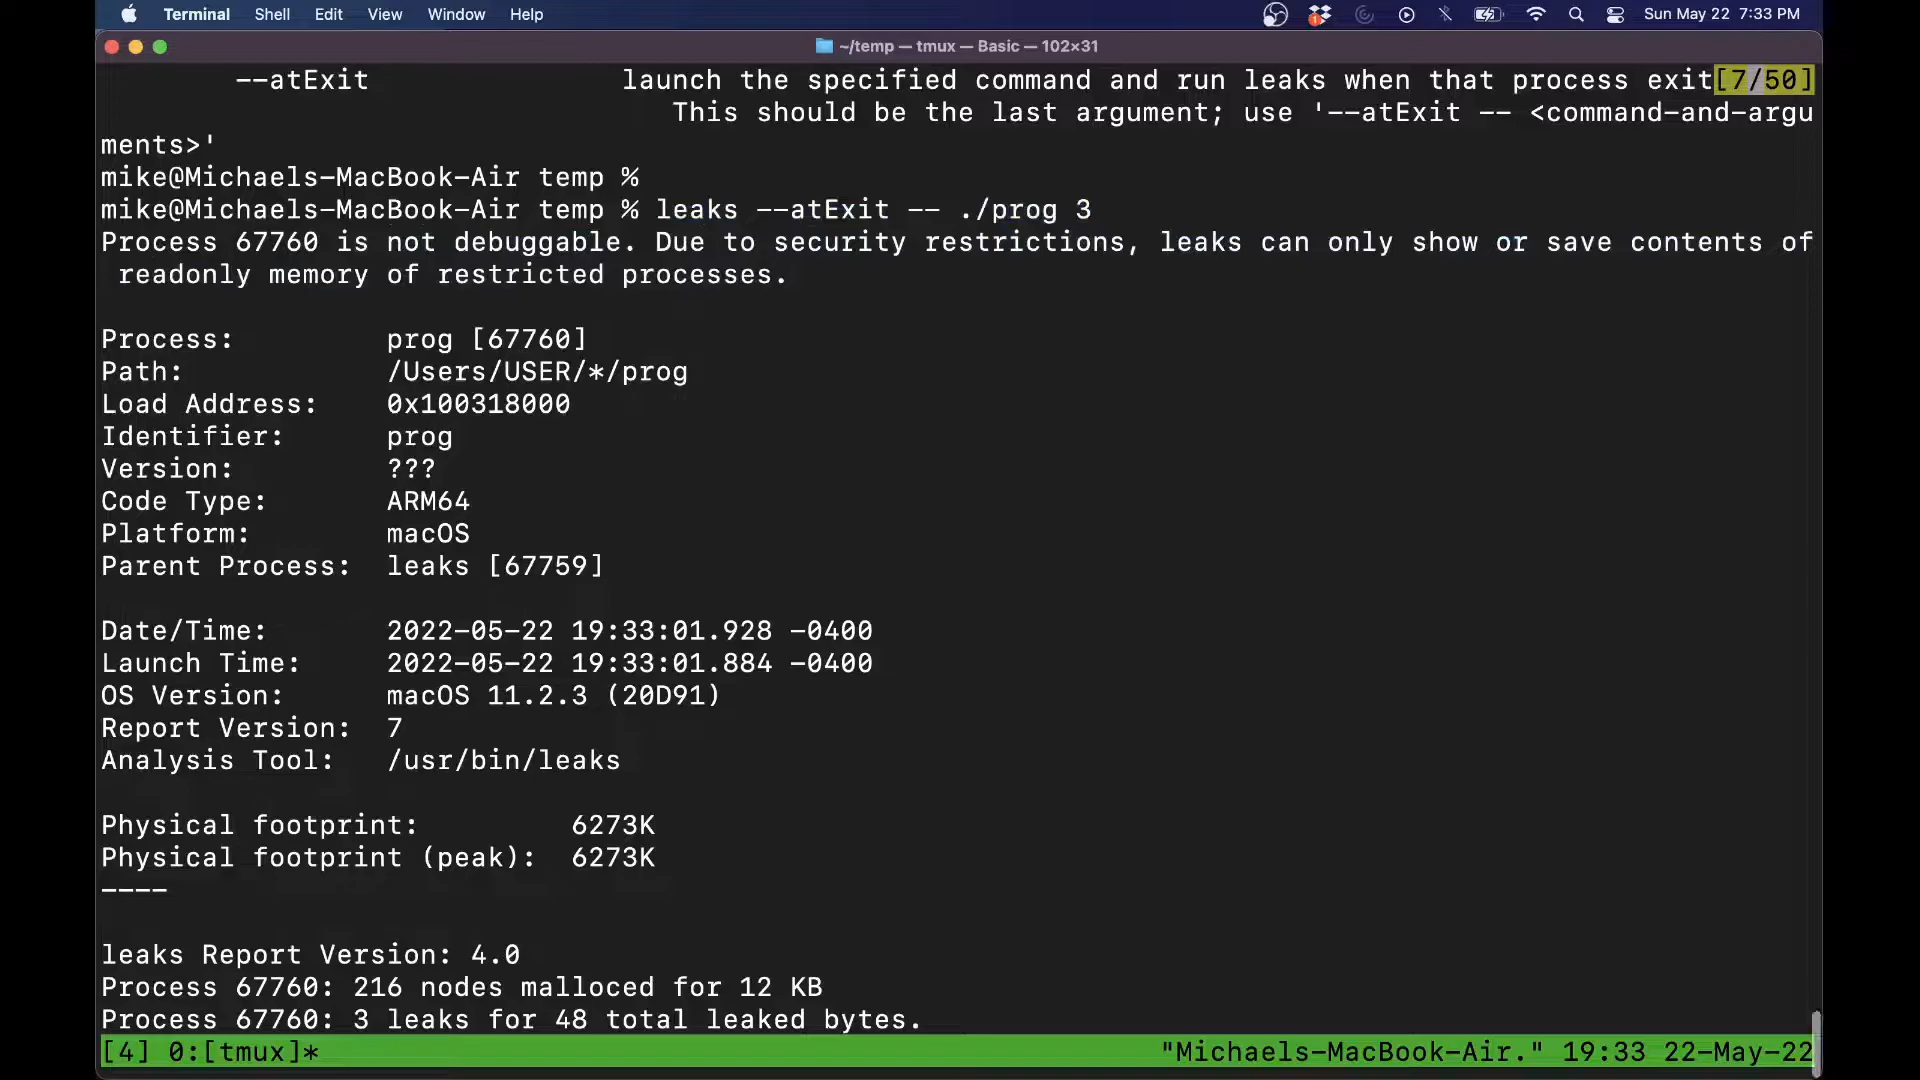 Terminal Shell Edit View Window Help 1 Sun May 22 7:33 PM
~/temp — tmux — Basic — 102×31
--atExit launch the specified command and run leaks when that process exit[7/50]
This should be the last argument; use '--atExit -- <command-and-argu
ments>'
mike@Michaels-MacBook-Air temp %
mike@Michaels-MacBook-Air temp % leaks --atExit -- ./prog 3
Process 67760 is not debuggable. Due to security restrictions, leaks can only show or save contents of
readonly memory of restricted processes.
Process: prog [67760]
Path: /Users/USER/*/prog
Load Address: 0x100318000
Identifier: prog
Version: ???
Code Type: ARM64
Platform: macOS
Parent Process: leaks [67759]
Date/Time: 2022-05-22 19:33:01.928 -0400
Launch Time: 2022-05-22 19:33:01.884 -0400
OS Version: macOS 11.2.3 (20D91)
Report Version: 7
Analysis Tool: /usr/bin/leaks
Physical footprint: 6273K
Physical footprint (peak): 6273K
----
leaks Report Version: 4.0
Process 67760: 216 nodes malloced for 12 KB
Process 67760: 3 leaks for 48 total leaked bytes.
[4] 0:[tmux]* "Michaels-MacBook-Air." 19:33 22-May-22